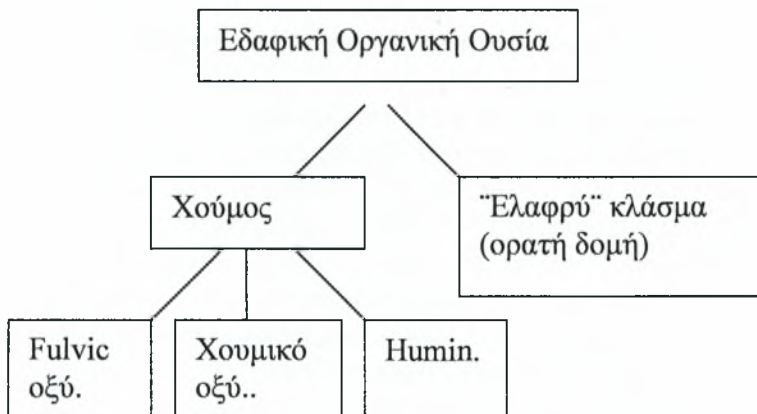 Εδαφική Οργανική Ουσία
Χούμος
¨Ελαφρύ¨ κλάσμα
(ορατή δομή)
Fulvic
οξύ.
Χουμικό
οξύ..
Humin.